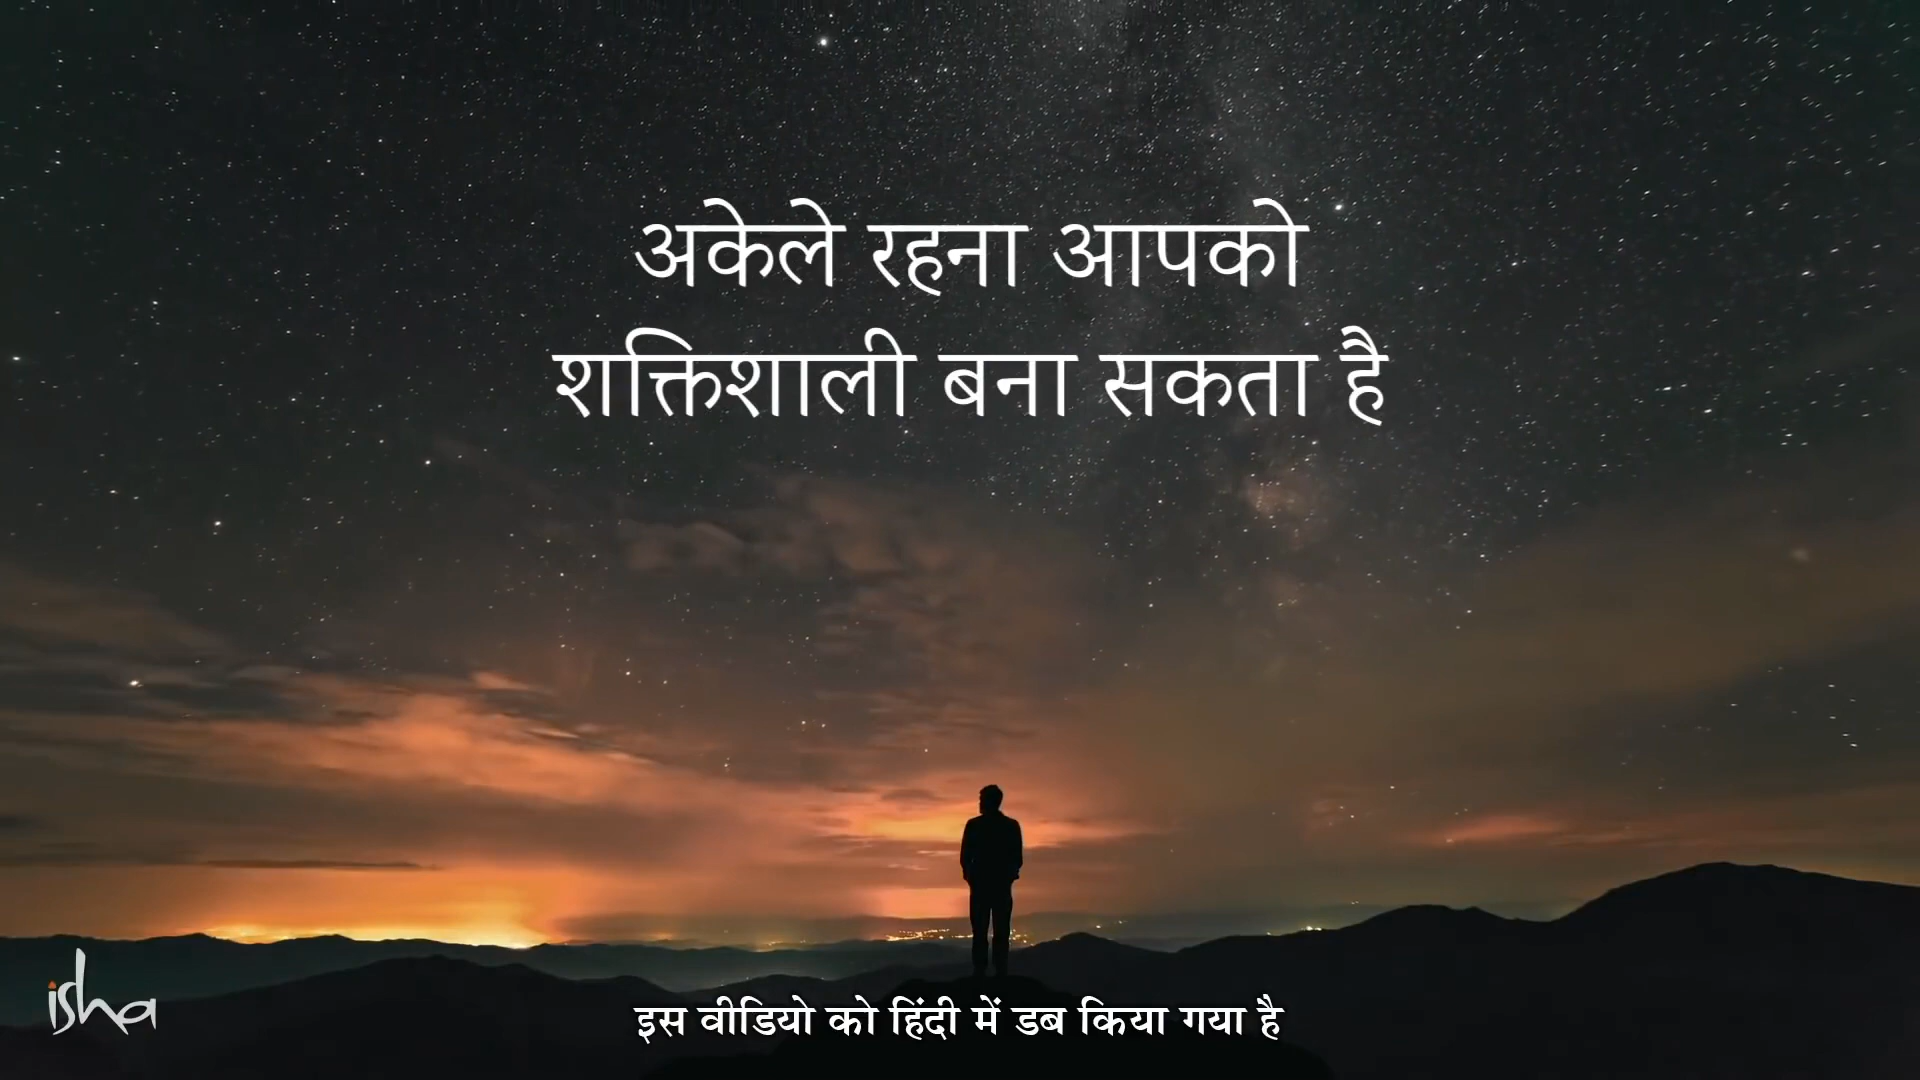 अकेले रहना आपको
शक्तिशाली बना सकता है
isha
इस वीडियो को हिंदी में डब किया गया है